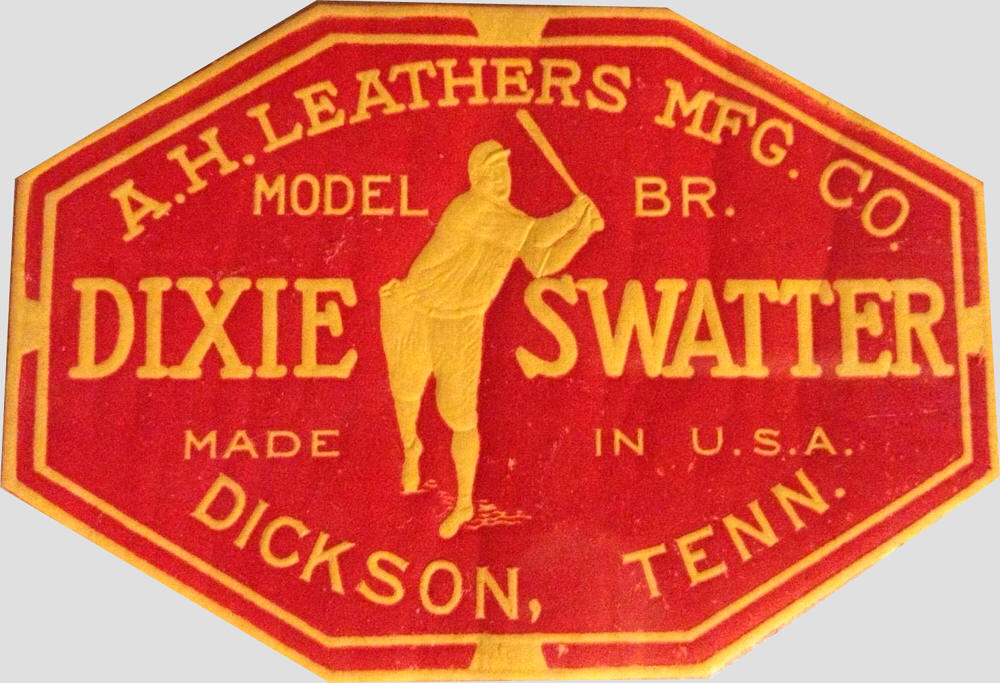 A.H. LEATHERS MFG. CO.
MODEL BR.
DIXIE SWATTER
MADE IN U.S.A.
DICKSON, TENN.